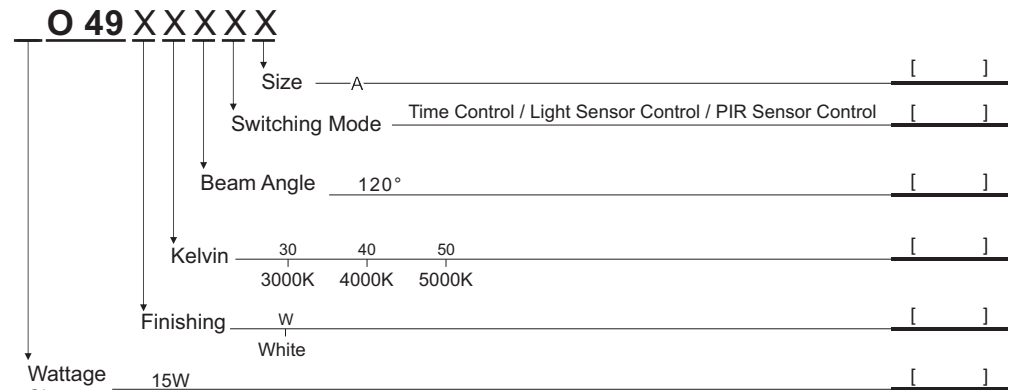 O 49 X X X X X
Size A [ ]
Switching Mode Time Control / Light Sensor Control / PIR Sensor Control [ ]
Beam Angle 120° [ ]
Kelvin 30 40 50 [ ]
3000K 4000K 5000K
Finishing W [ ]
White
Wattage 15W [ ]